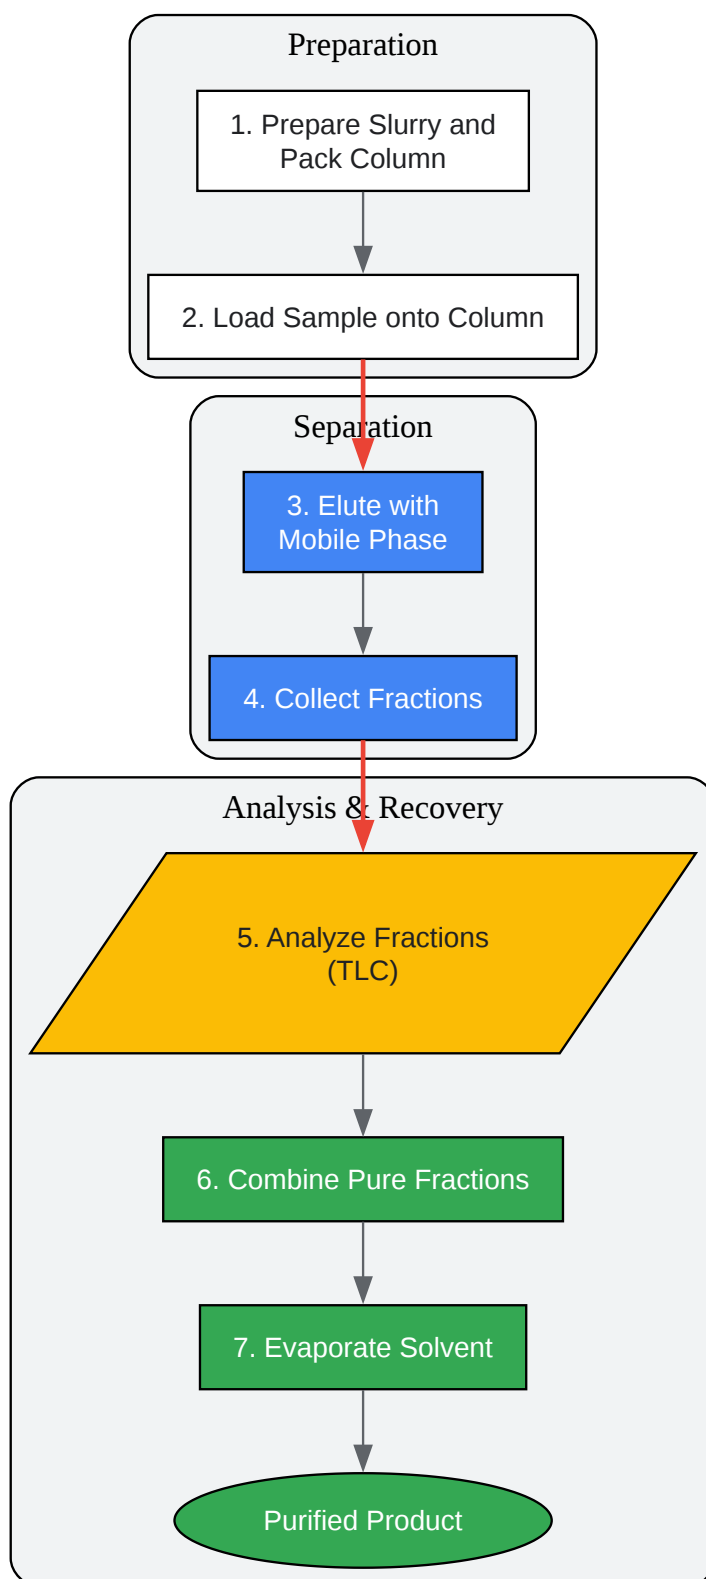 Preparation
1. Prepare Slurry and
Pack Column
2. Load Sample onto Column
Separation
3. Elute with
Mobile Phase
4. Collect Fractions
Analysis & Recovery
5. Analyze Fractions
(TLC)
6. Combine Pure Fractions
7. Evaporate Solvent
Purified Product